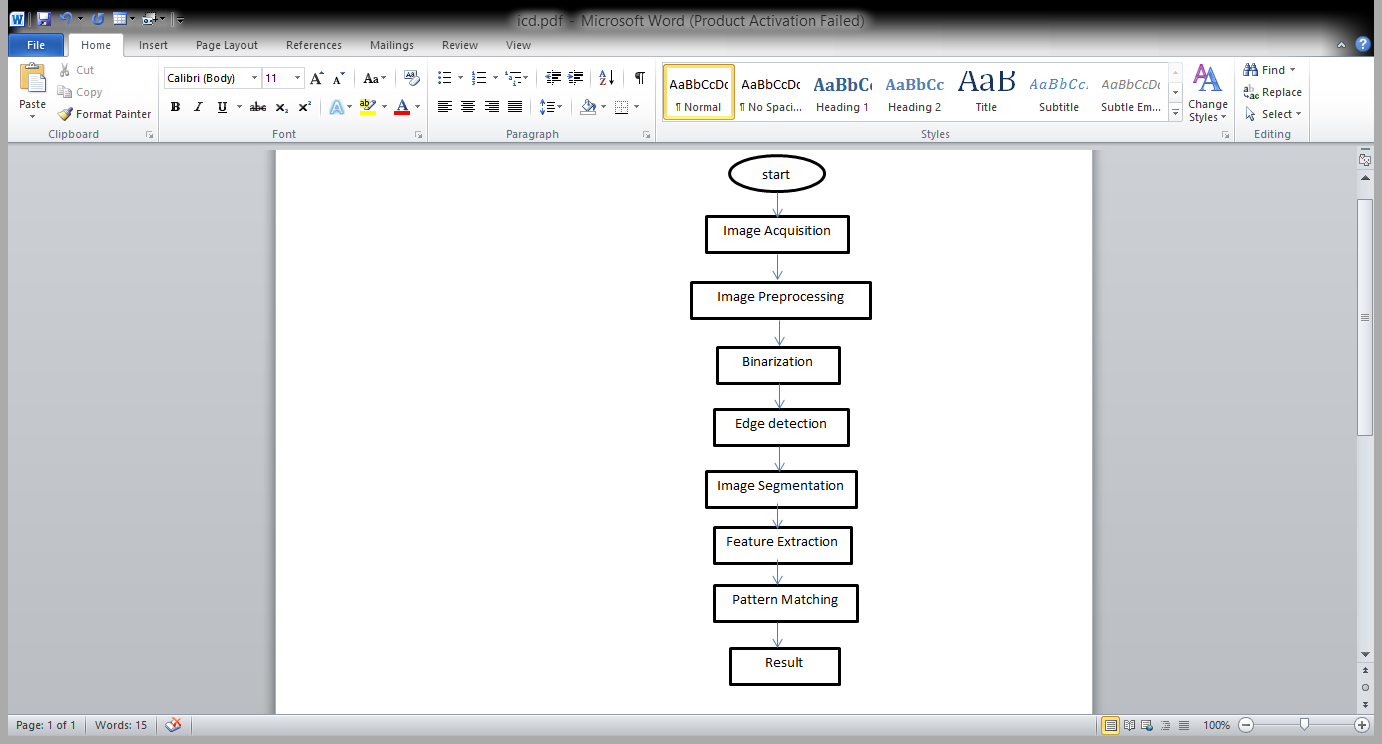 icd.pdf - Microsoft Word (Product Activation Failed)
File Home Insert Page Layout References Mailings Review View
Paste
Cut
Copy
Format Painter
Clipboard
Calibri (Body) 11
Font
Paragraph
AaBbCcDc AaBbCcDc AaBbC AaBbCc AaB AaBbCc. AaBbCcDc
¶ Normal ¶ No Spaci... Heading 1 Heading 2 Title Subtitle Subtle Em...
Change
Styles
Styles
Find
Replace
Select
Editing
start
Image Acquisition
Image Preprocessing
Binarization
Edge detection
Image Segmentation
Feature Extraction
Pattern Matching
Result
Page: 1 of 1 Words: 15 100%